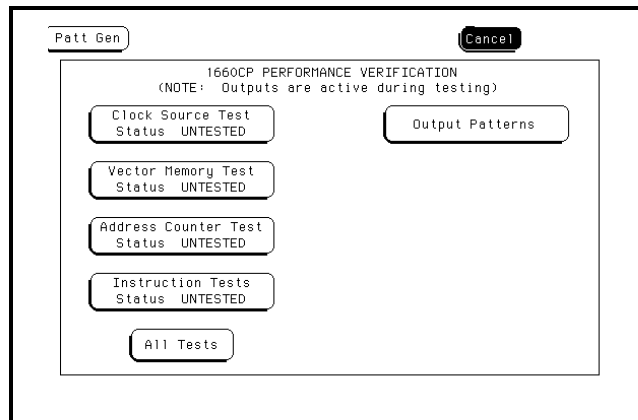 Patt Gen
Cancel
1660CP PERFORMANCE VERIFICATION
(NOTE: Outputs are active during testing)
Clock Source Test
Status UNTESTED
Output Patterns
Vector Memory Test
Status UNTESTED
Address Counter Test
Status UNTESTED
Instruction Tests
Status UNTESTED
All Tests